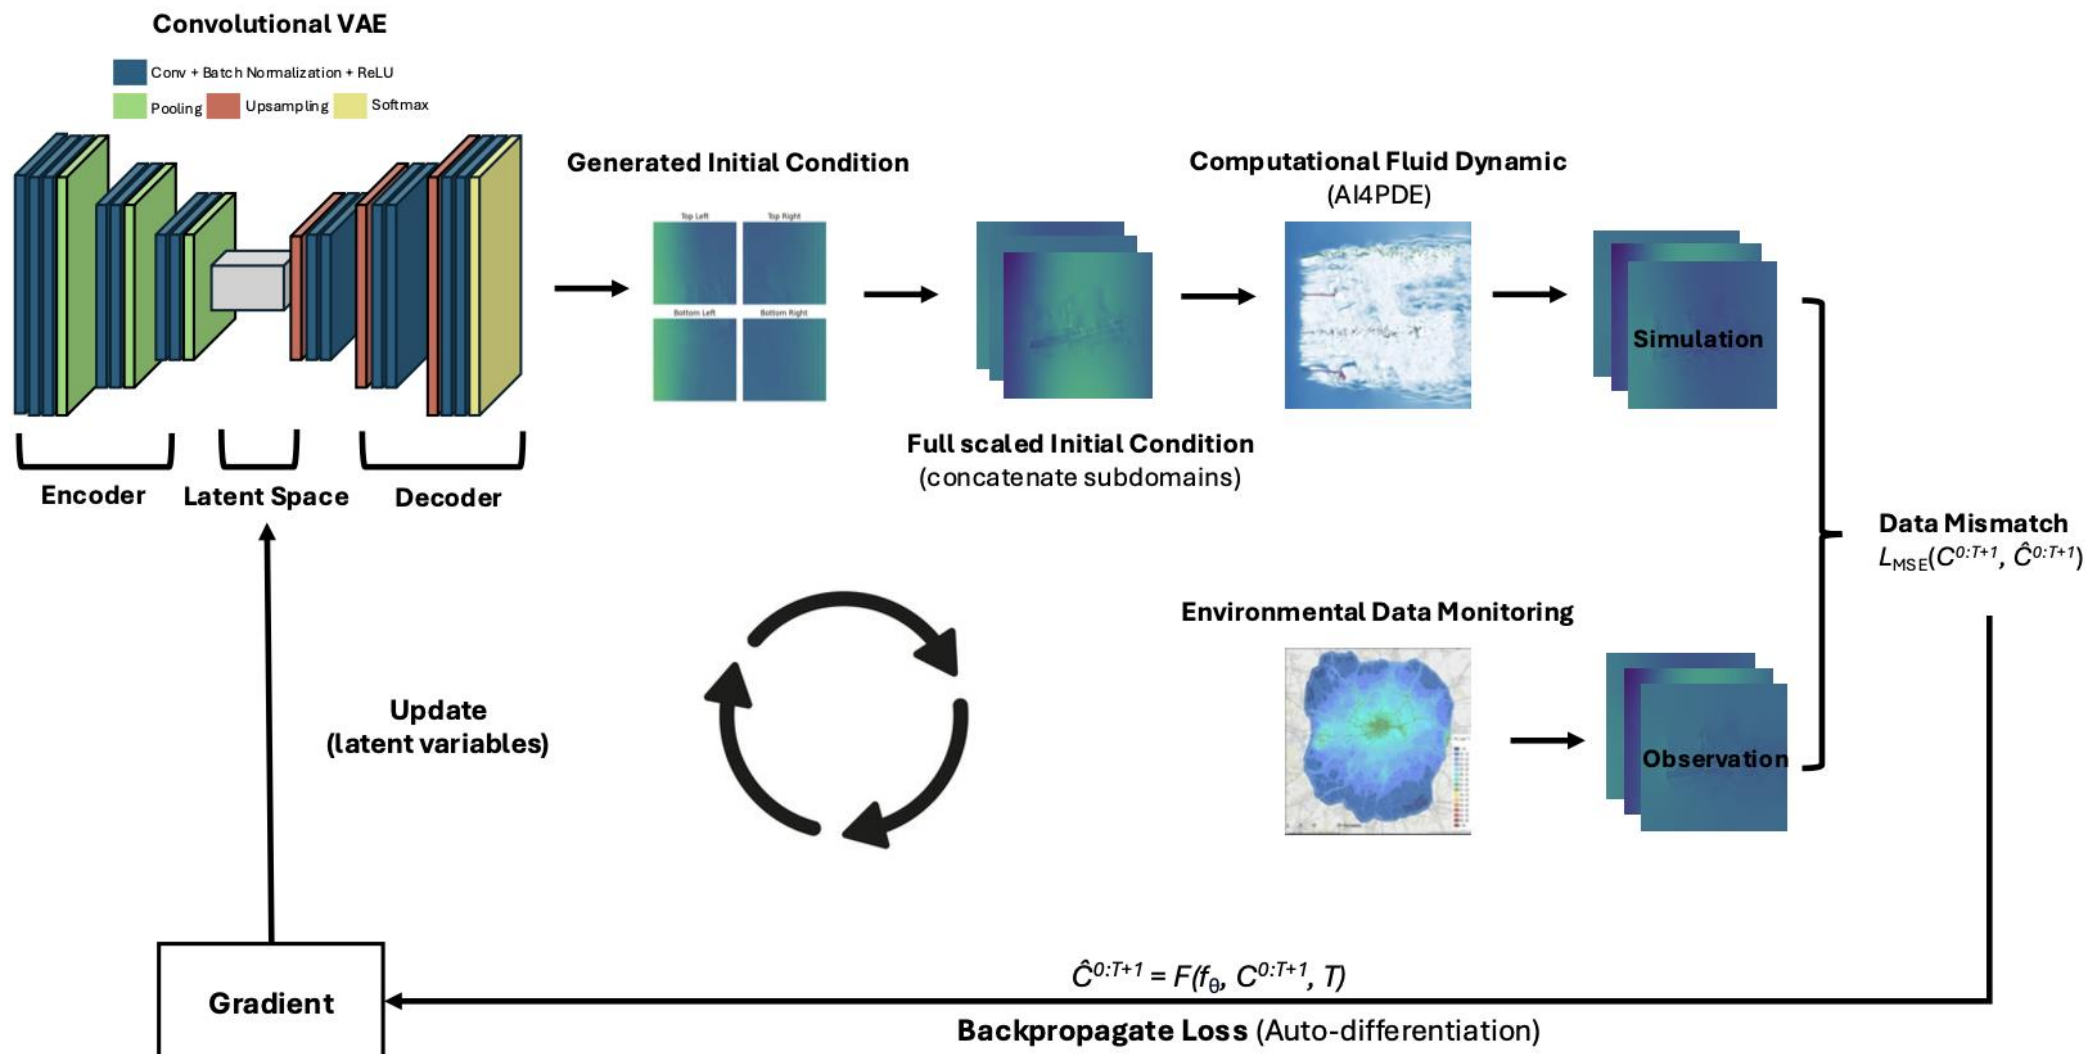 Convolutional VAE
Conv + Batch Normalization + ReLU
Pooling
Upsampling
Softmax
Generated Initial Condition
Top Left
Top Right
Bottom Left
Bottom Right
Computational Fluid Dynamic
(AI4PDE)
Simulation
Full scaled Initial Condition
(concatenate subdomains)
Encoder
Latent Space
Decoder
Data Mismatch
L_MSE(C^0:T+1, Ĉ^0:T+1)
Environmental Data Monitoring
Observation
Update
(latent variables)
Ĉ^0:T+1 = F(f_θ, C^0:T+1, T)
Gradient
Backpropagate Loss (Auto-differentiation)